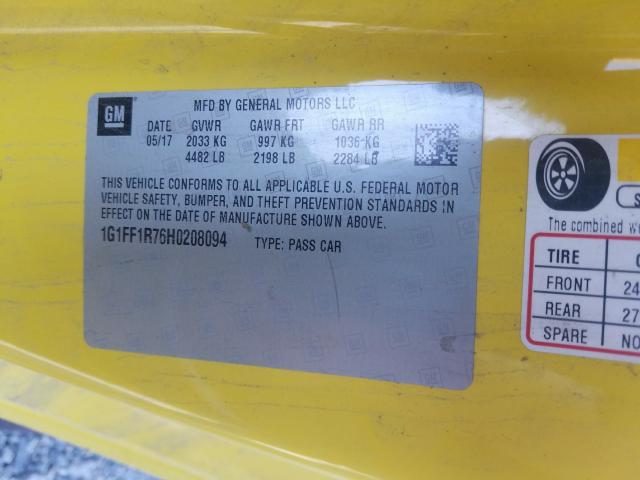 GM
MFD BY GENERAL MOTORS LLC
DATE GVWR GAWR FRT GAWR RR
05/17 2033 KG 997 KG 1036 KG
4482 LB 2198 LB 2284 LB
THIS VEHICLE CONFORMS TO ALL APPLICABLE U.S. FEDERAL MOTOR
VEHICLE SAFETY, BUMPER, AND THEFT PREVENTION STANDARDS IN
EFFECT ON THE DATE OF MANUFACTURE SHOWN ABOVE.
1G1FF1R76H0208094 TYPE: PASS CAR
The combined
TIRE
FRONT 24
REAR 27
SPARE NO